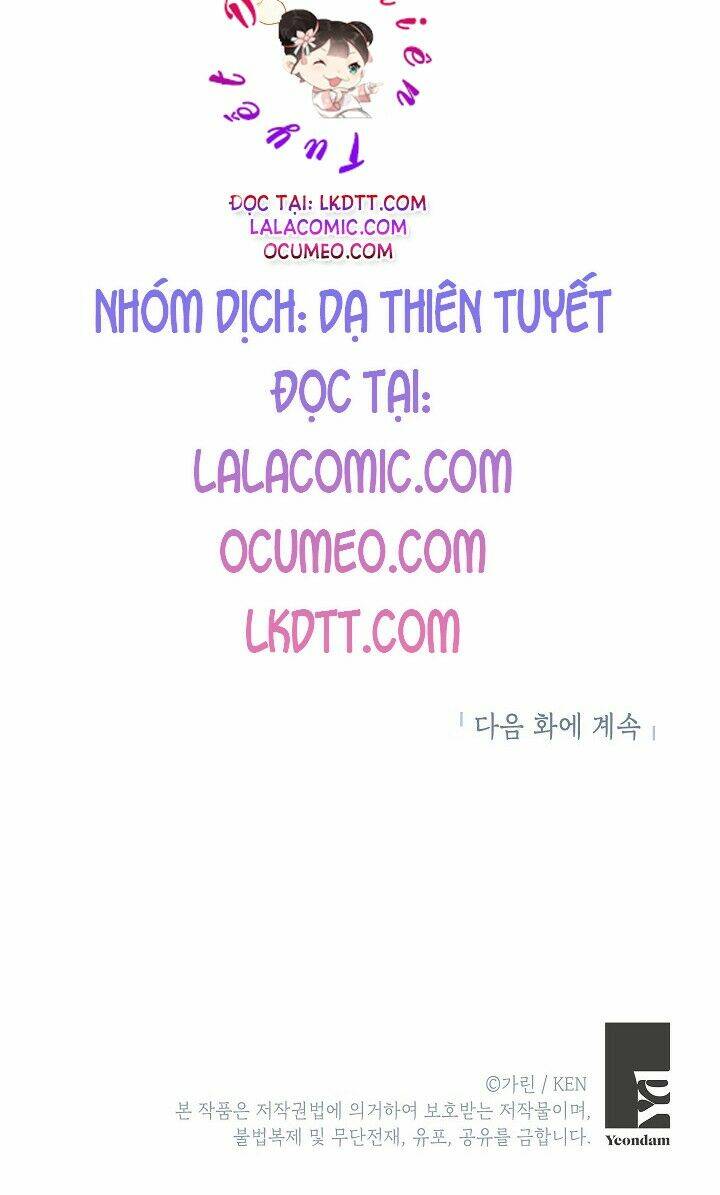 Tuyết D iên
ĐỌC TẠI: LKDTT.COM
LALACOMIC.COM
OCUMEO.COM
NHÓM DỊCH: DẠ THIÊN TUYẾT
ĐỌC TẠI:
LALACOMIC.COM
OCUMEO.COM
LKDTT.COM
다음 화에 계속
©가린 / KEN
본 작품은 저작권법에 의거하여 보호받는 저작물이며,
불법복제 및 무단전재, 유포, 공유를 금합니다.
Ya
Yeondam